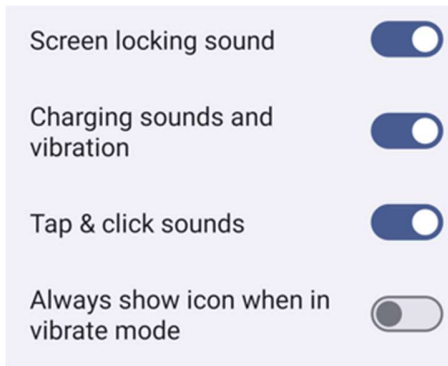 Screen locking sound
Charging sounds and
vibration
Tap & click sounds
Always show icon when in
vibrate mode